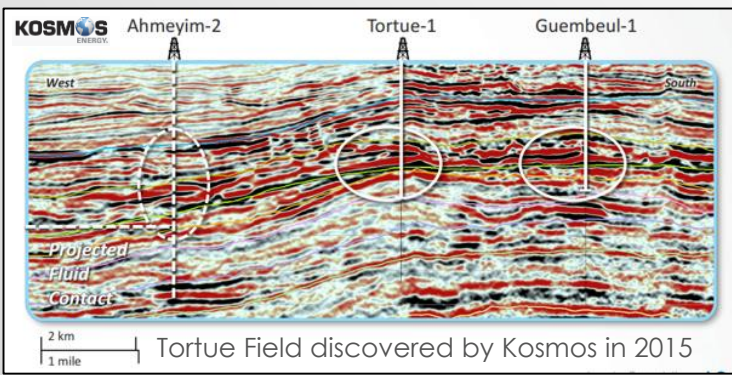 KOSMOS
ENERGY.
Ahmeyim-2
Tortue-1
Guembeul-1
West
South
Projected
Fluid
Contact
2 km
1 mile
Tortue Field discovered by Kosmos in 2015